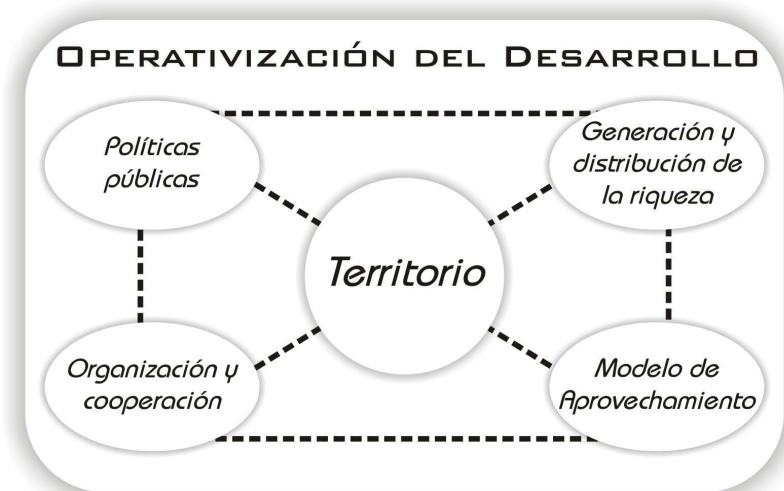 OPERATIVIZACIÓN DEL DESARROLLO
Políticas
públicas
Generación y
distribución de
la riqueza
Territorio
Organización y
cooperación
Modelo de
Aprovechamiento